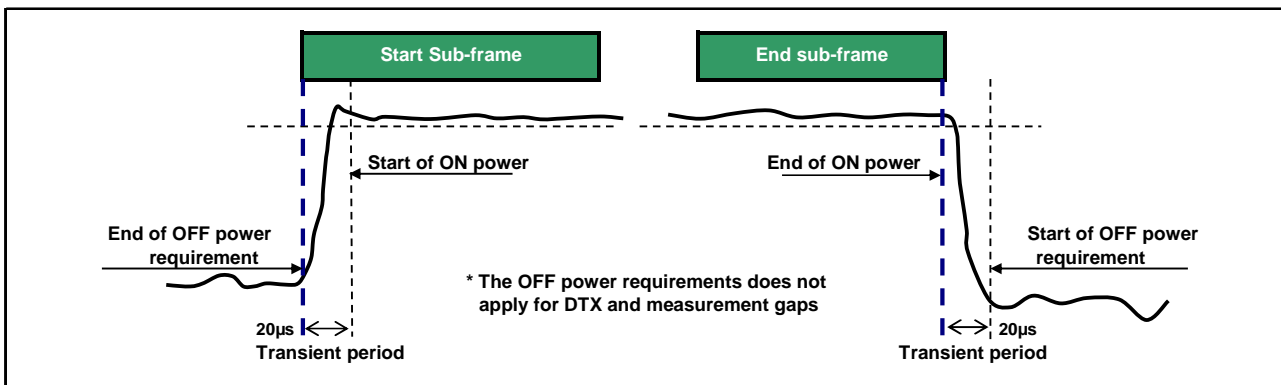 Start Sub-frame
End sub-frame
Start of ON power
End of ON power
End of OFF power
requirement
Start of OFF power
requirement
* The OFF power requirements does not
apply for DTX and measurement gaps
20µs
Transient period
20µs
Transient period